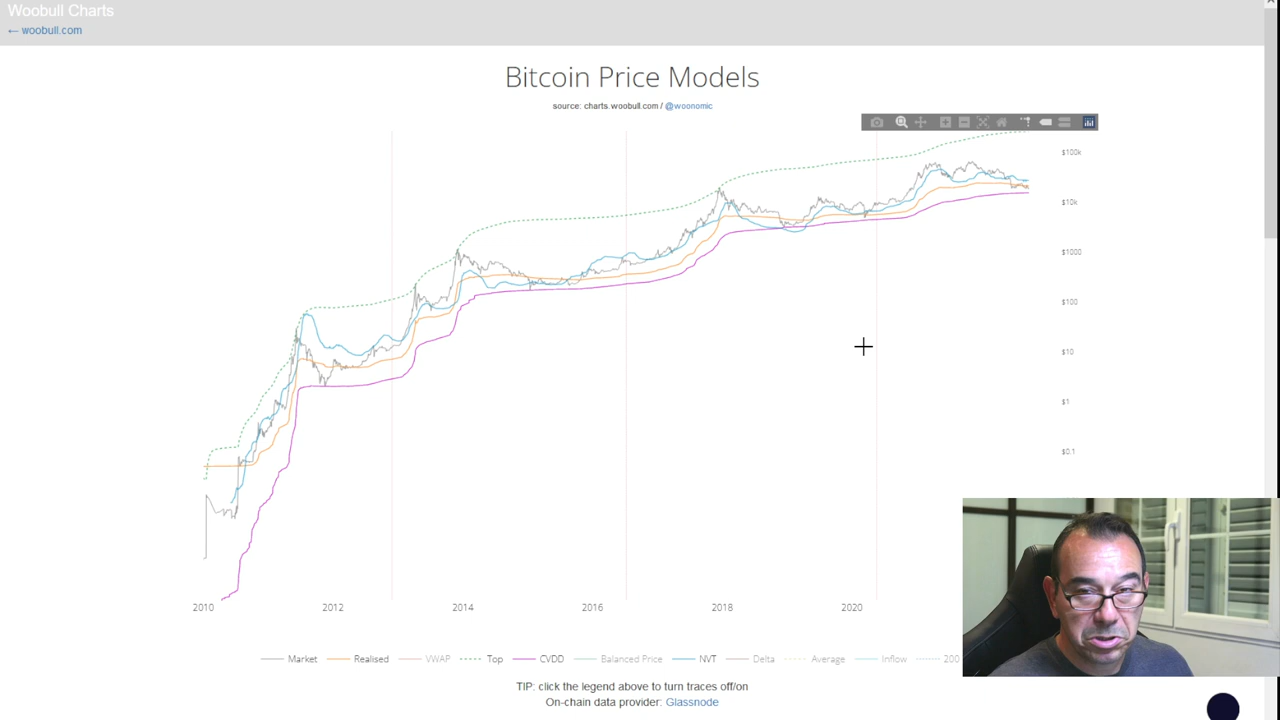 Woobull Charts
← woobull.com
Bitcoin Price Models
source: charts.woobull.com / @woonomic
$100k
$10k
$1000
$100
$10
$1
$0.1
2010 2012 2014 2016 2018 2020
Market Realised VWAP Top CVDD Balanced Price NVT Delta Average Inflow 200
TIP: click the legend above to turn traces off/on
On-chain data provider: Glassnode